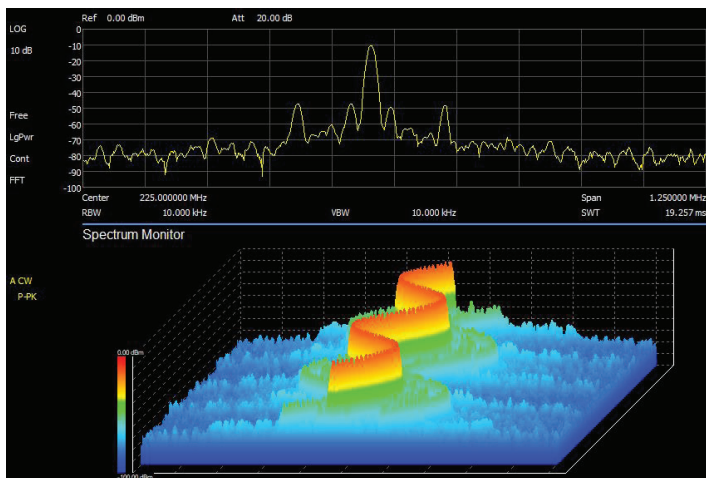 Ref 0.00 dBm Att 20.00 dB
LOG
10 dB
Free
LgPwr
Cont
FFT
0
-10
-20
-30
-40
-50
-60
-70
-80
-90
-100
Center 225.000000 MHz Span 1.250000 MHz
RBW 10.000 kHz VBW 10.000 kHz SWT 19.257 ms
Spectrum Monitor
A CW
P-PK
0.00 dBm
-100.00 dBm